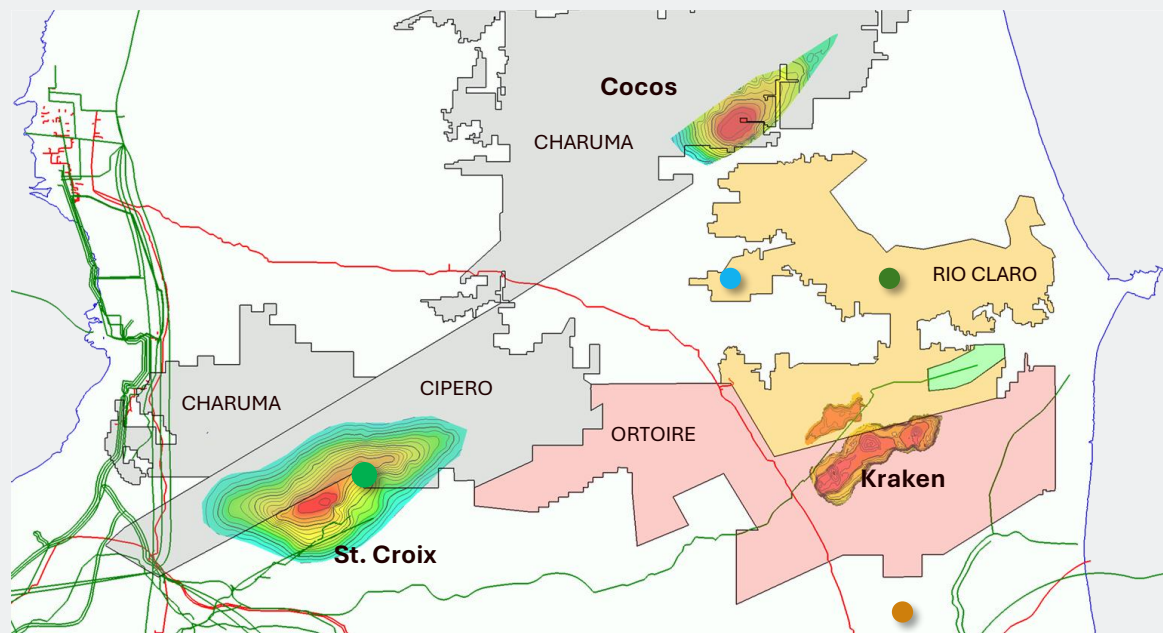 Cocos
CHARUMA
RIO CLARO
CIPERO
CHARUMA
ORTOIRE
Kraken
St. Croix